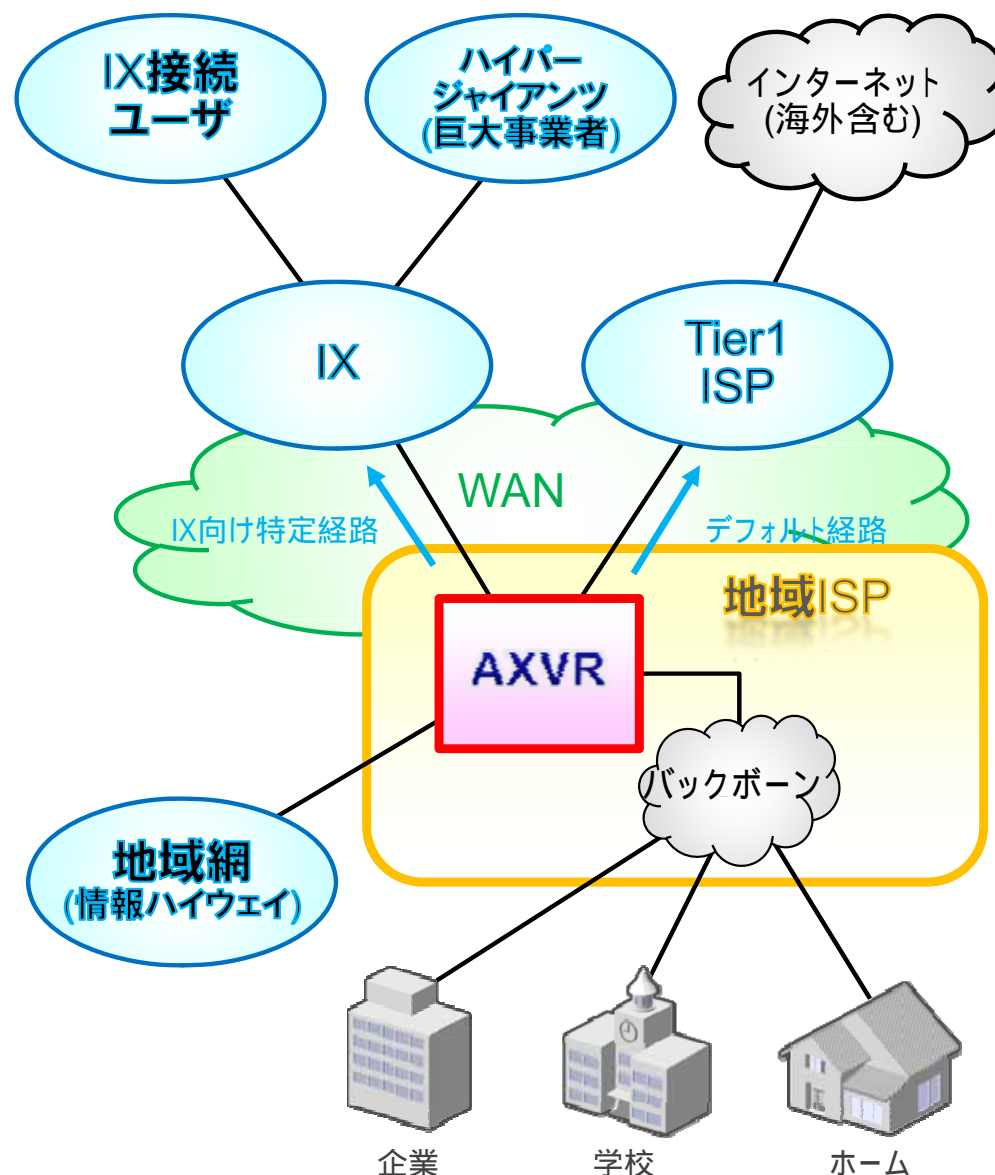 IX接続
ユーザ
ハイパー
ジャイアンツ
(巨大事業者)
インターネット
(海外含む)
IX
Tier1
ISP
WAN
IX向け特定経路
デフォルト経路
地域ISP
AXVR
バックボーン
地域網
(情報ハイウェイ)
企業
学校
ホーム